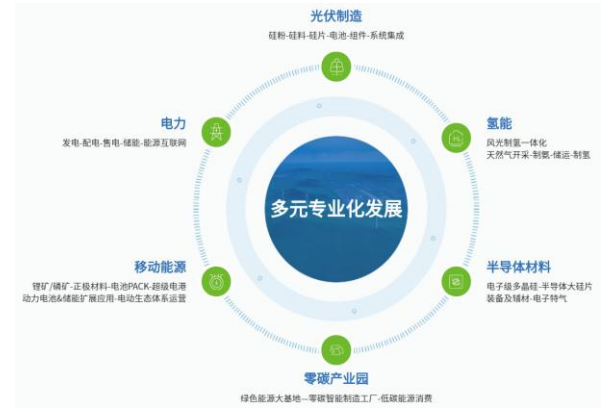 光伏制造
硅粉-硅料-硅片-电池-组件-系统集成
电力
发电-配电-售电-储能-能源互联网
氢能
风光制氢一体化
天然气开采-制氨-储运-制氢
多元专业化发展
移动能源
锂矿/磷矿-正极材料-电池PACK-超级电港
动力电池&储能扩展应用-电动生态体系运营
半导体材料
电子级多晶硅-半导体大硅片
装备及辅材-电子特气
零碳产业园
绿色能源大基地—零碳智能制造工厂-低碳能源消费